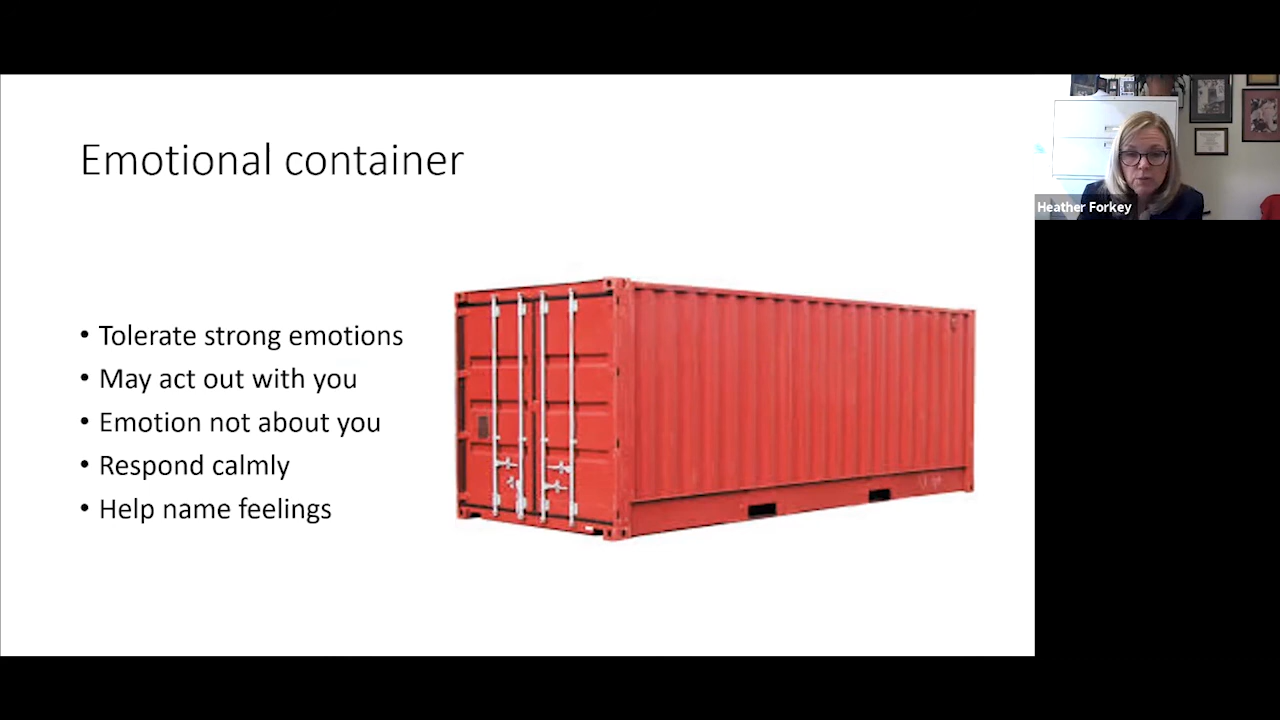 Emotional container
• Tolerate strong emotions
• May act out with you
• Emotion not about you
• Respond calmly
• Help name feelings
Heather Forkey